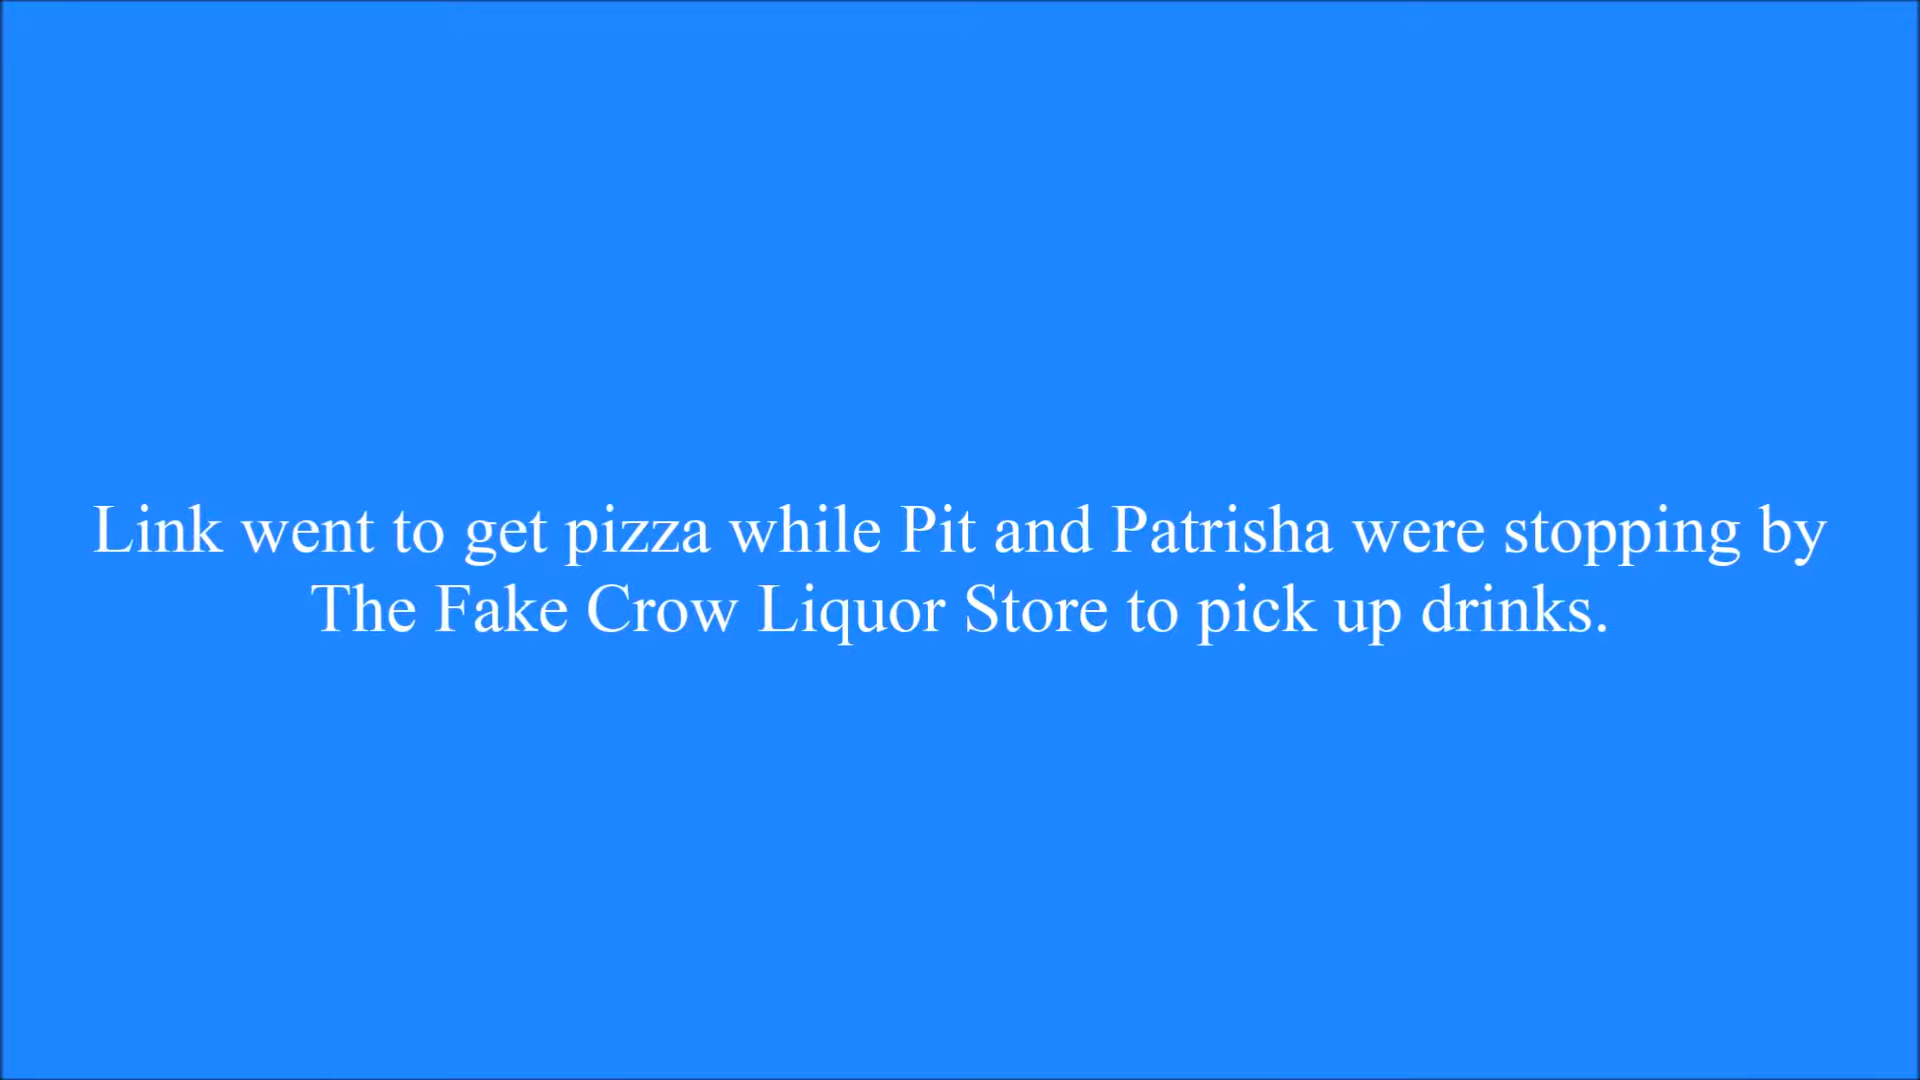 Link went to get pizza while Pit and Patrisha were stopping by
The Fake Crow Liquor Store to pick up drinks.